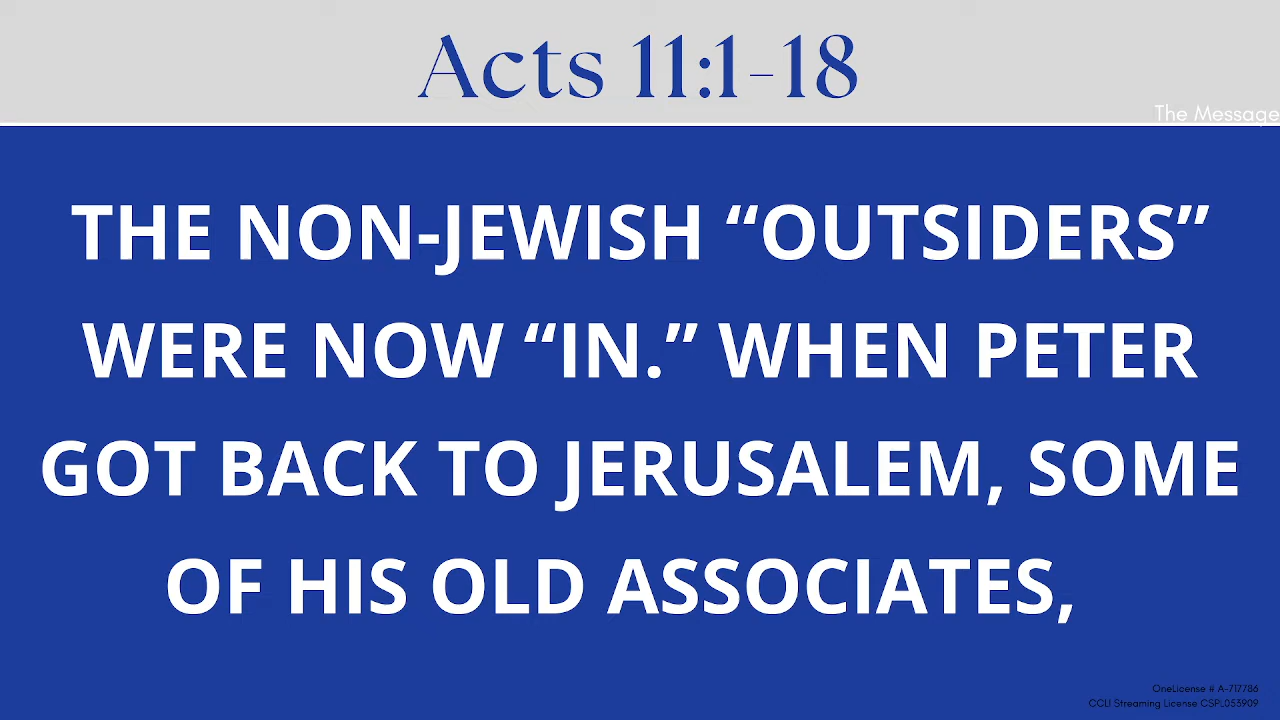 Acts 11:1-18
The Message
THE NON-JEWISH “OUTSIDERS”
WERE NOW “IN.” WHEN PETER
GOT BACK TO JERUSALEM, SOME
OF HIS OLD ASSOCIATES,
OneLicense # A-717786
CCLI Streaming License CSPL053909